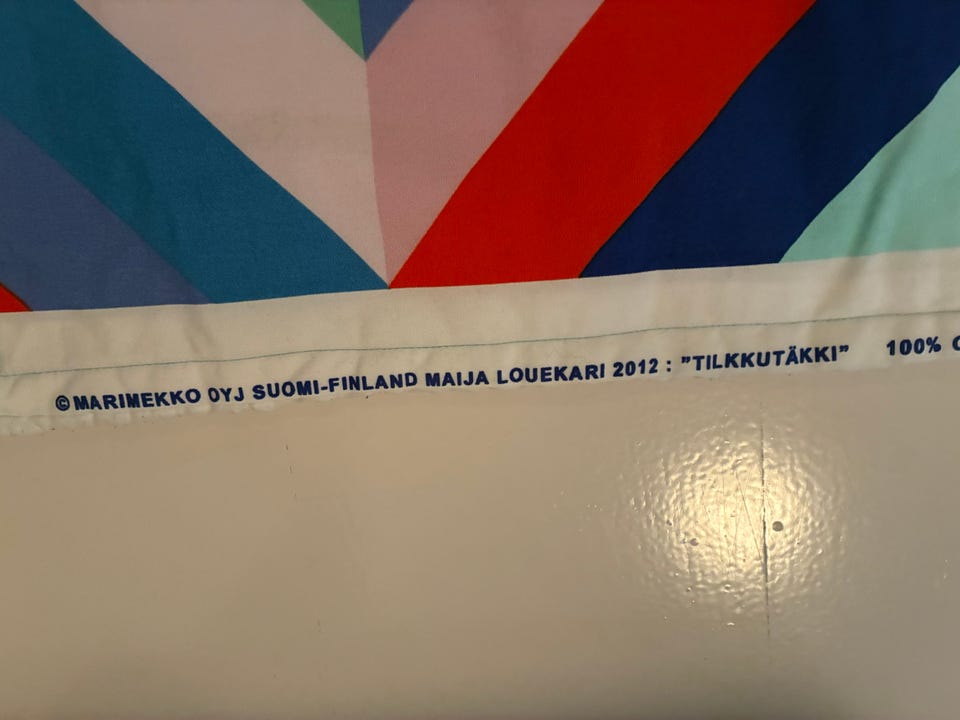 ©MARIMEKKO OYJ SUOMI-FINLAND MAIJA LOUEKARI 2012 : ”TILKKUTÄKKI” 100%